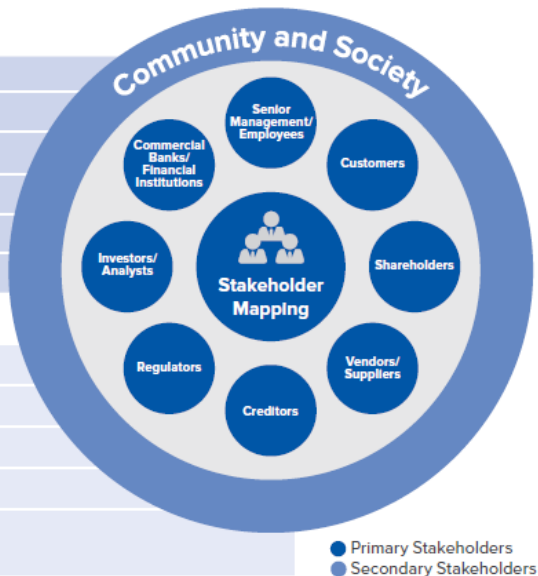 Community and Society
Senior
Management/
Employees
Commercial
Banks/
Financial
Institutions
Customers
Investors/
Analysts
Stakeholder
Mapping
Shareholders
Regulators
Vendors/
Suppliers
Creditors
Primary Stakeholders
Secondary Stakeholders